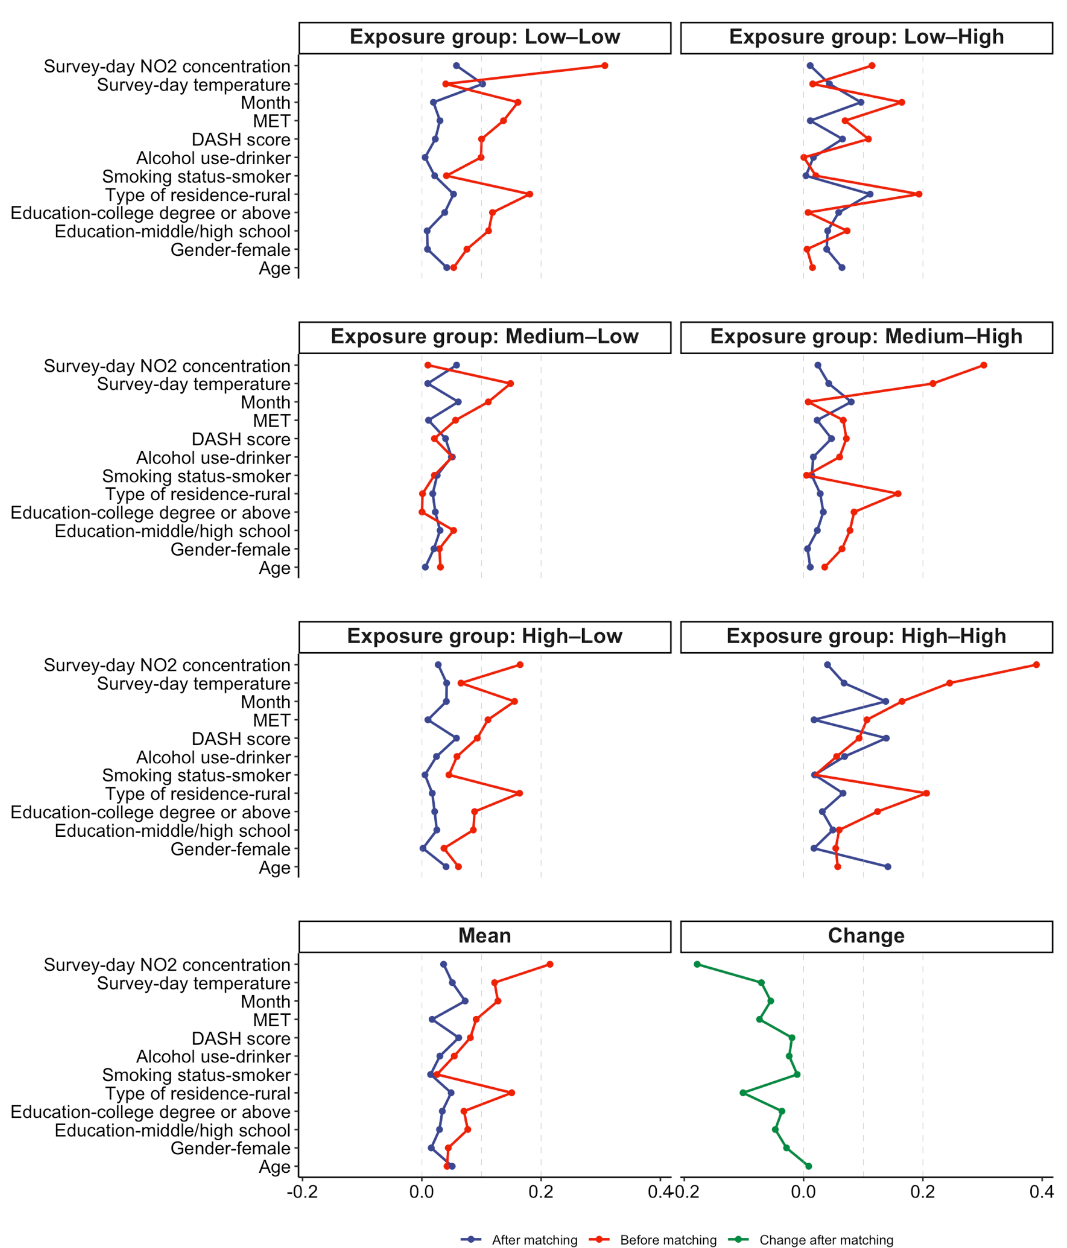 Exposure group: Low–Low
Exposure group: Low–High
Survey-day NO2 concentration
Survey-day temperature
Month
MET
DASH score
Alcohol use-drinker
Smoking status-smoker
Type of residence-rural
Education-college degree or above
Education-middle/high school
Gender-female
Age
Exposure group: Medium–Low
Exposure group: Medium–High
Survey-day NO2 concentration
Survey-day temperature
Month
MET
DASH score
Alcohol use-drinker
Smoking status-smoker
Type of residence-rural
Education-college degree or above
Education-middle/high school
Gender-female
Age
Exposure group: High–Low
Exposure group: High–High
Survey-day NO2 concentration
Survey-day temperature
Month
MET
DASH score
Alcohol use-drinker
Smoking status-smoker
Type of residence-rural
Education-college degree or above
Education-middle/high school
Gender-female
Age
Mean
Change
Survey-day NO2 concentration
Survey-day temperature
Month
MET
DASH score
Alcohol use-drinker
Smoking status-smoker
Type of residence-rural
Education-college degree or above
Education-middle/high school
Gender-female
Age
-0.2 0.0 0.2 0.4 -0.2 0.0 0.2 0.4
After matching Before matching Change after matching